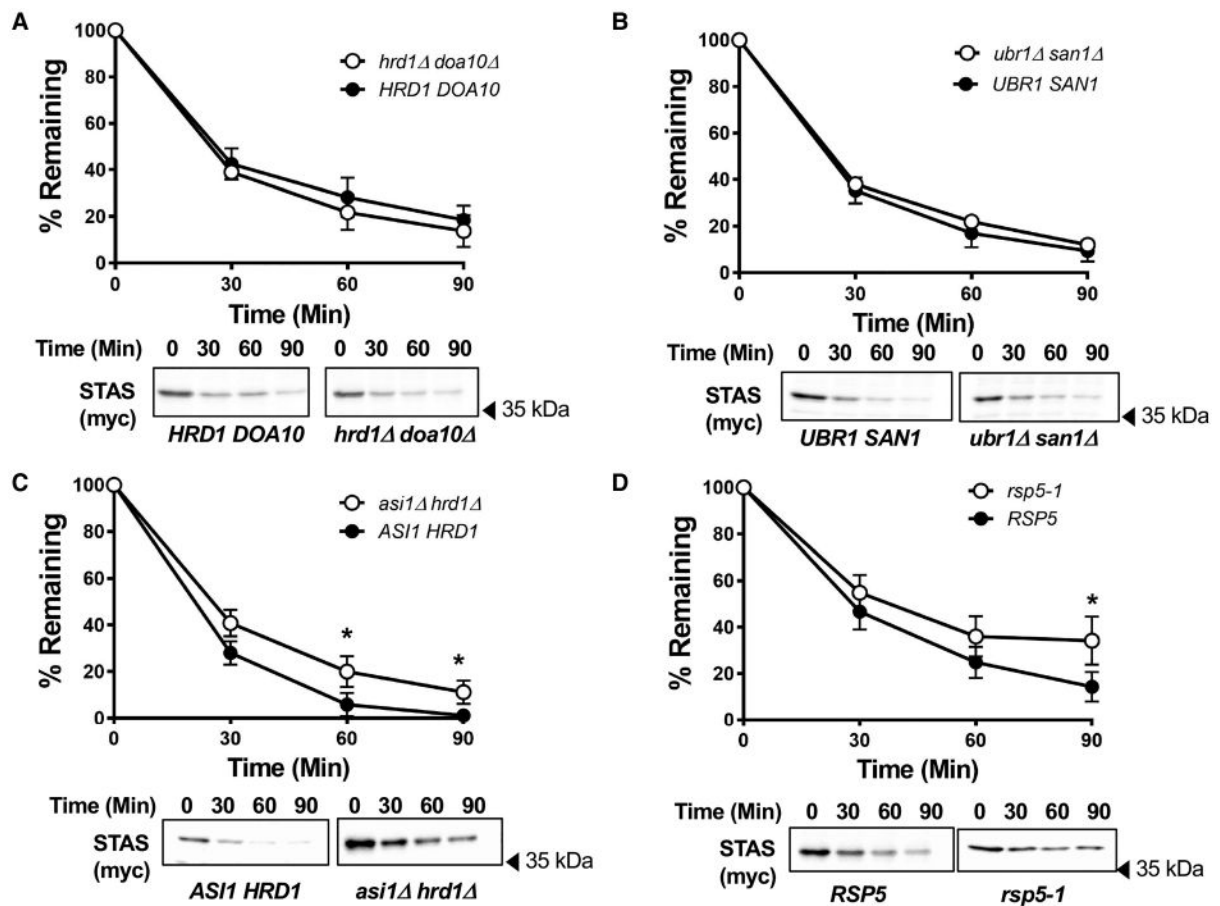 A
% Remaining
100
80
60
40
20
0
0 30 60 90
Time (Min)
hrd1Δ doa10Δ
HRD1 DOA10
Time (Min) 0 30 60 90 0 30 60 90
STAS
(myc)
35 kDa
HRD1 DOA10 hrd1Δ doa10Δ
B
% Remaining
100
80
60
40
20
0
0 30 60 90
Time (Min)
ubr1Δ san1Δ
UBR1 SAN1
Time (Min) 0 30 60 90 0 30 60 90
STAS
(myc)
35 kDa
UBR1 SAN1 ubr1Δ san1Δ
C
% Remaining
100
80
60
40
20
0
0 30 60 90
Time (Min)
asi1Δ hrd1Δ
ASI1 HRD1
* *
Time (Min) 0 30 60 90 0 30 60 90
STAS
(myc)
35 kDa
ASI1 HRD1 asi1Δ hrd1Δ
D
% Remaining
100
80
60
40
20
0
0 30 60 90
Time (Min)
rsp5-1
RSP5
*
Time (Min) 0 30 60 90 0 30 60 90
STAS
(myc)
35 kDa
RSP5 rsp5-1